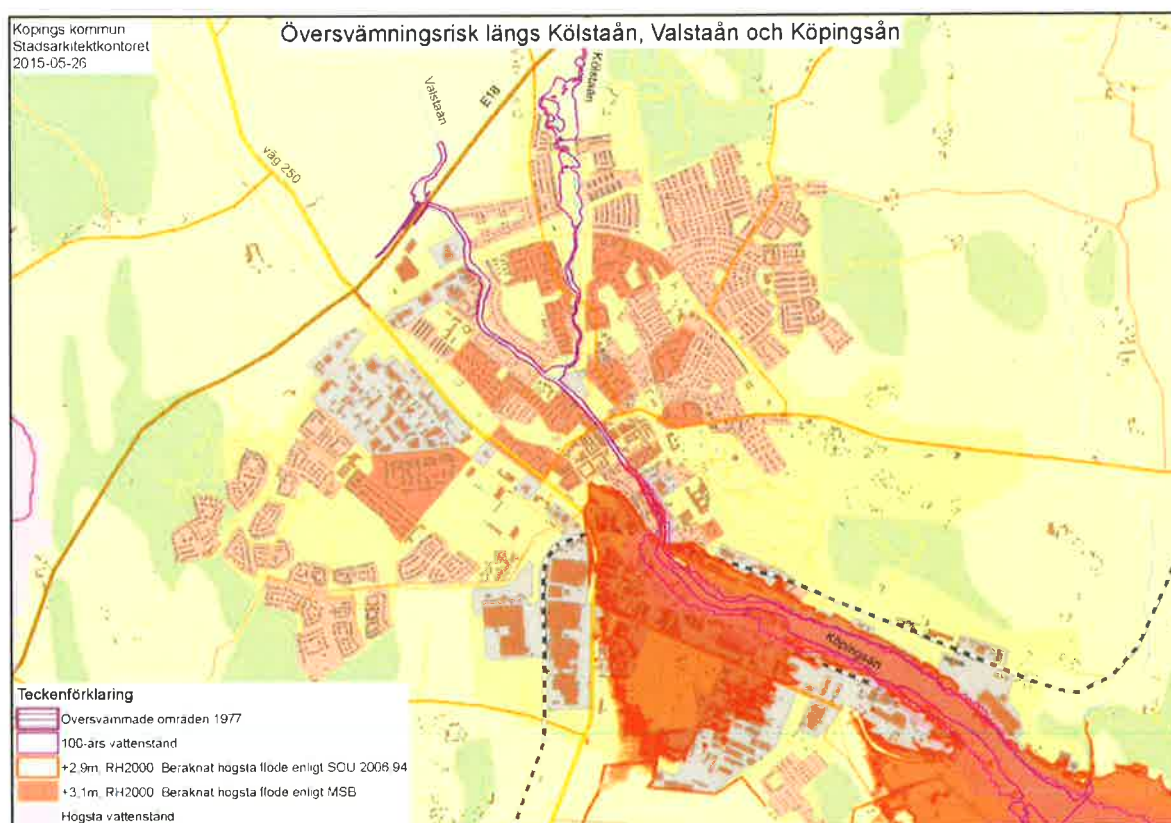 Köpings kommun
Stadsarkitektkontoret
2015-05-26
Översvämningsrisk längs Kölstaån, Valstaån och Köpingsån
Kölstaån
Valstaån
E18
väg 250
Köpingsån
Teckenförklaring
Översvämmade områden 1977
100-års vattenstånd
+2,9m, RH2000 Beräknat högsta flöde enligt SOU 2006:94
+3,1m, RH2000 Beräknat högsta flöde enligt MSB
Högsta vattenstånd